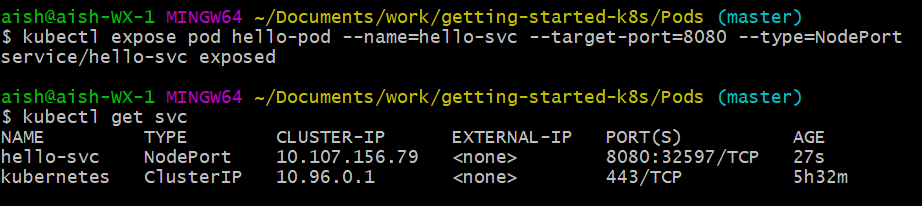 aish@aish-WX-1 MINGW64 ~/Documents/work/getting-started-k8s/Pods (master)
$ kubectl expose pod hello-pod --name=hello-svc --target-port=8080 --type=NodePort
service/hello-svc exposed
aish@aish-WX-1 MINGW64 ~/Documents/work/getting-started-k8s/Pods (master)
$ kubectl get svc
NAME TYPE CLUSTER-IP EXTERNAL-IP PORT(S) AGE
hello-svc NodePort 10.107.156.79 <none> 8080:32597/TCP 27s
kubernetes ClusterIP 10.96.0.1 <none> 443/TCP 5h32m